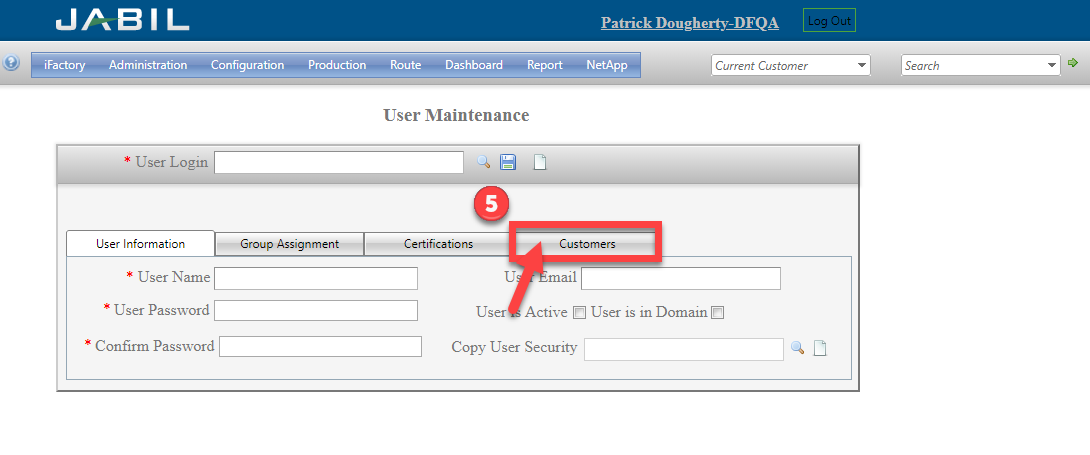 JABIL
Patrick Dougherty-DFQA
Log Out
iFactory Administration Configuration Production Route Dashboard Report NetApp
Current Customer
Search
User Maintenance
* User Login
5
User Information Group Assignment Certifications Customers
* User Name User Email
* User Password User is Active User is in Domain
* Confirm Password Copy User Security